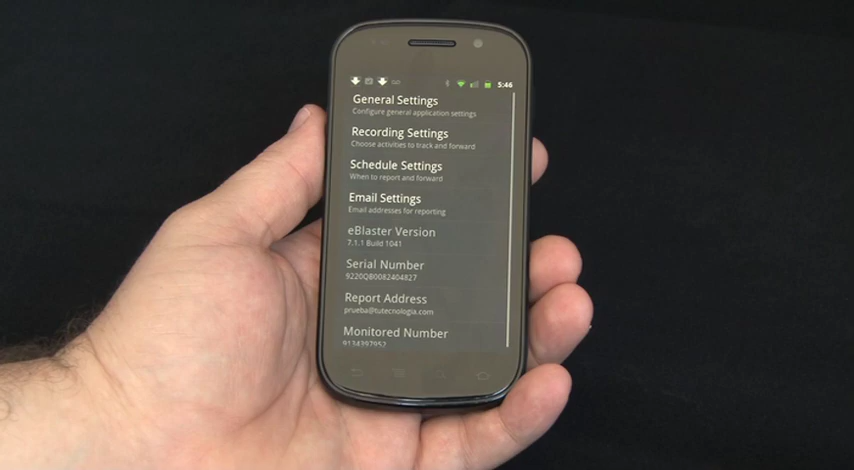 5:46
General Settings
Configure general application settings
Recording Settings
Choose activities to track and forward
Schedule Settings
When to report and forward
Email Settings
Email addresses for reporting
eBlaster Version
7.1.1 Build 1041
Serial Number
9220QB0082404827
Report Address
prueba@tutecnologia.com
Monitored Number
9134397952